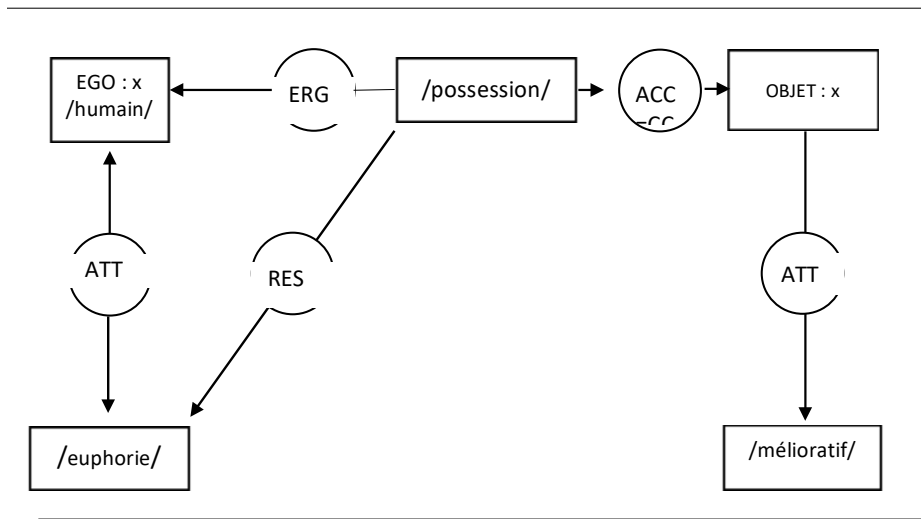 EGO : x
/humain/
ERG
/possession/
ACC
OBJET : x
ATT
RES
ATT
/euphorie/
/mélioratif/